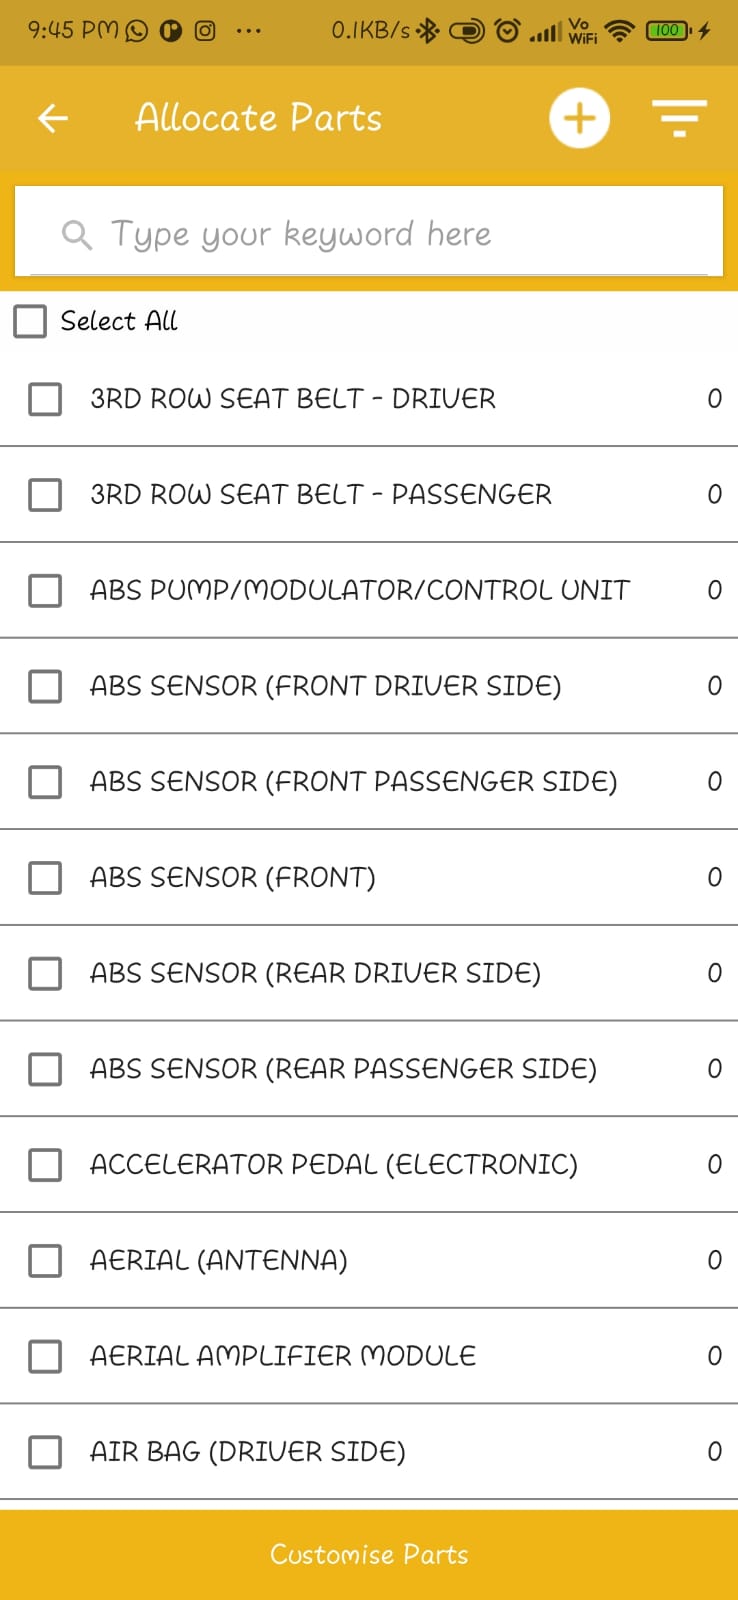 9:45 PM ... 0.1KB/s Vo WiFi 100
Allocate Parts
Type your keyword here
Select All
3RD ROW SEAT BELT - DRIVER 0
3RD ROW SEAT BELT - PASSENGER 0
ABS PUMP/MODULATOR/CONTROL UNIT 0
ABS SENSOR (FRONT DRIVER SIDE) 0
ABS SENSOR (FRONT PASSENGER SIDE) 0
ABS SENSOR (FRONT) 0
ABS SENSOR (REAR DRIVER SIDE) 0
ABS SENSOR (REAR PASSENGER SIDE) 0
ACCELERATOR PEDAL (ELECTRONIC) 0
AERIAL (ANTENNA) 0
AERIAL AMPLIFIER MODULE 0
AIR BAG (DRIVER SIDE) 0
Customise Parts